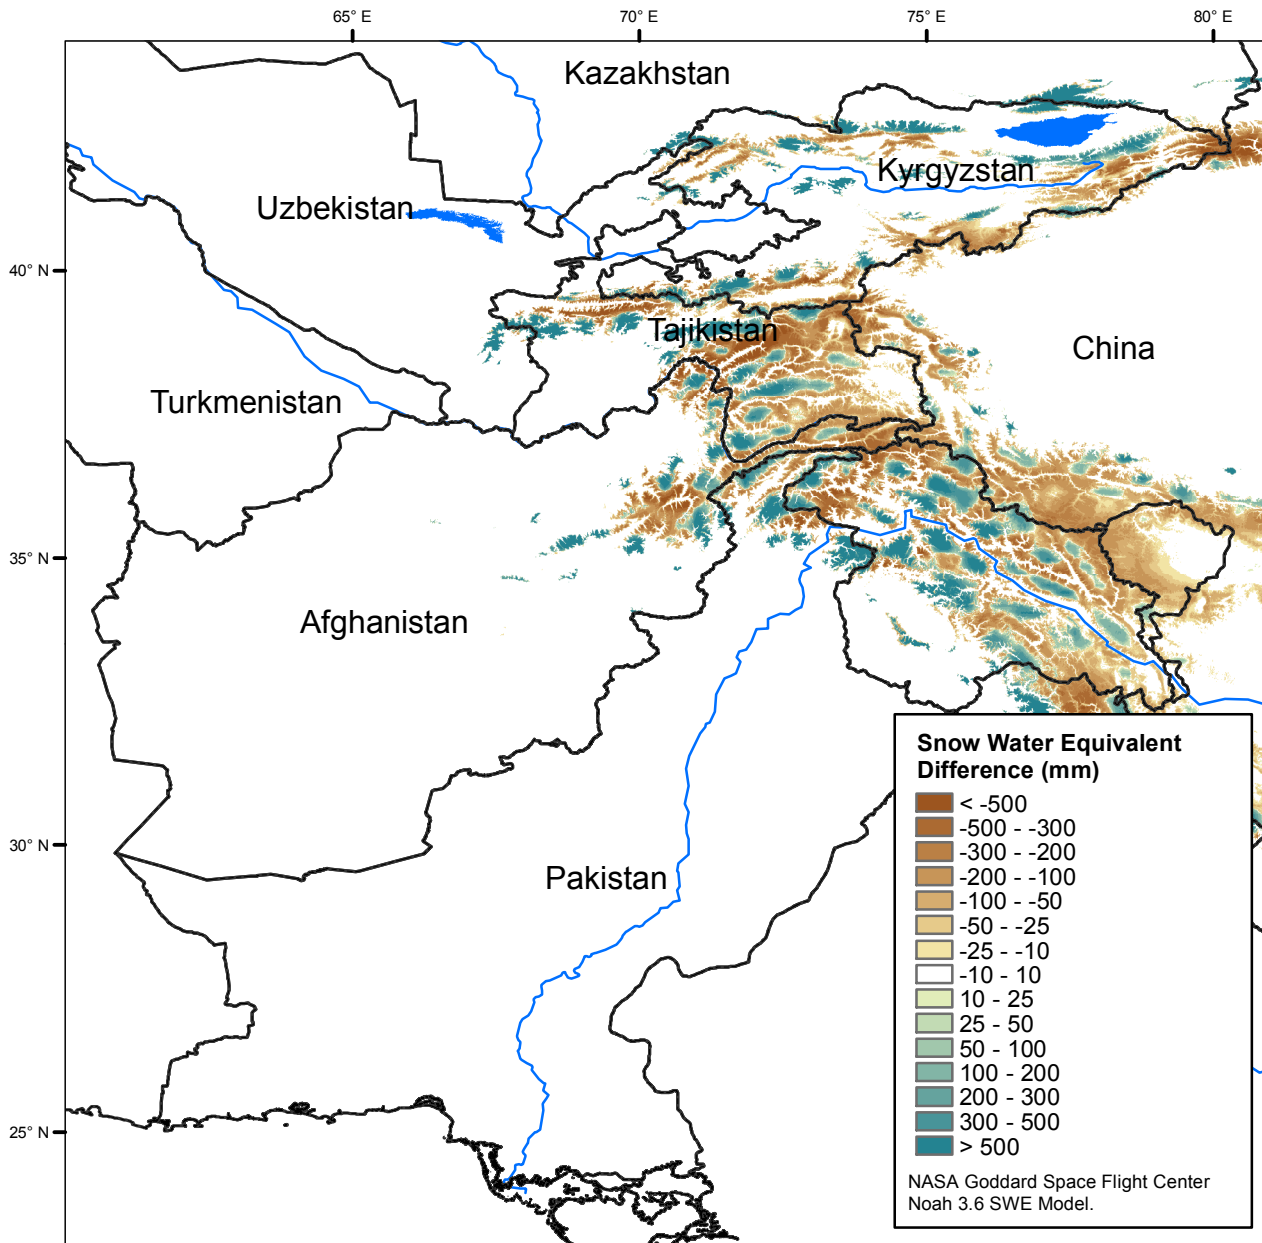 65° E
70° E
75° E
80° E
Kazakhstan
Kyrgyzstan
Uzbekistan
40° N
Tajikistan
China
Turkmenistan
35° N
Afghanistan
30° N
Pakistan
25° N
Snow Water Equivalent
Difference (mm)
< -500
-500 - -300
-300 - -200
-200 - -100
-100 - -50
-50 - -25
-25 - -10
-10 - 10
10 - 25
25 - 50
50 - 100
100 - 200
200 - 300
300 - 500
> 500
NASA Goddard Space Flight Center
Noah 3.6 SWE Model.